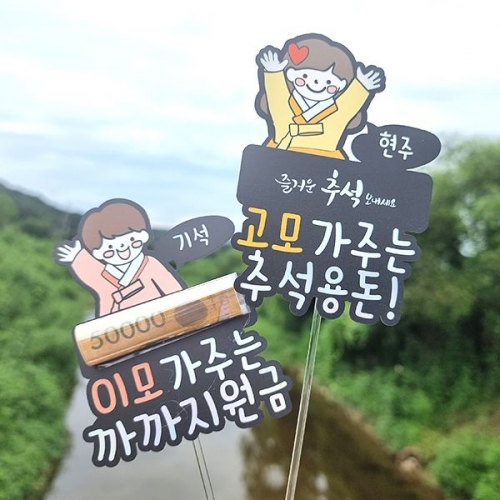 현주
즐거운 추석 보내세요
고모가주는
추석용돈!
기석
50000
이모가주는
까까지원금